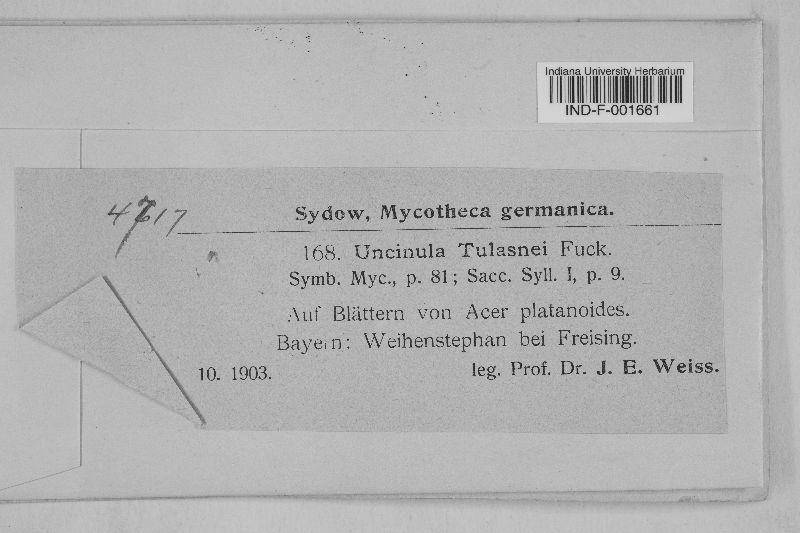 Indiana University Herbarium
IND-F-001661
Sydow, Mycotheca germanica.
168. Uncinula Tulasnei Fuck.
Symb. Myc., p. 81; Sacc. Syll. I, p. 9.
Auf Blättern von Acer platanoides.
Bayern: Weihenstephan bei Freising.
10. 1903. leg. Prof. Dr. J. E. Weiss.